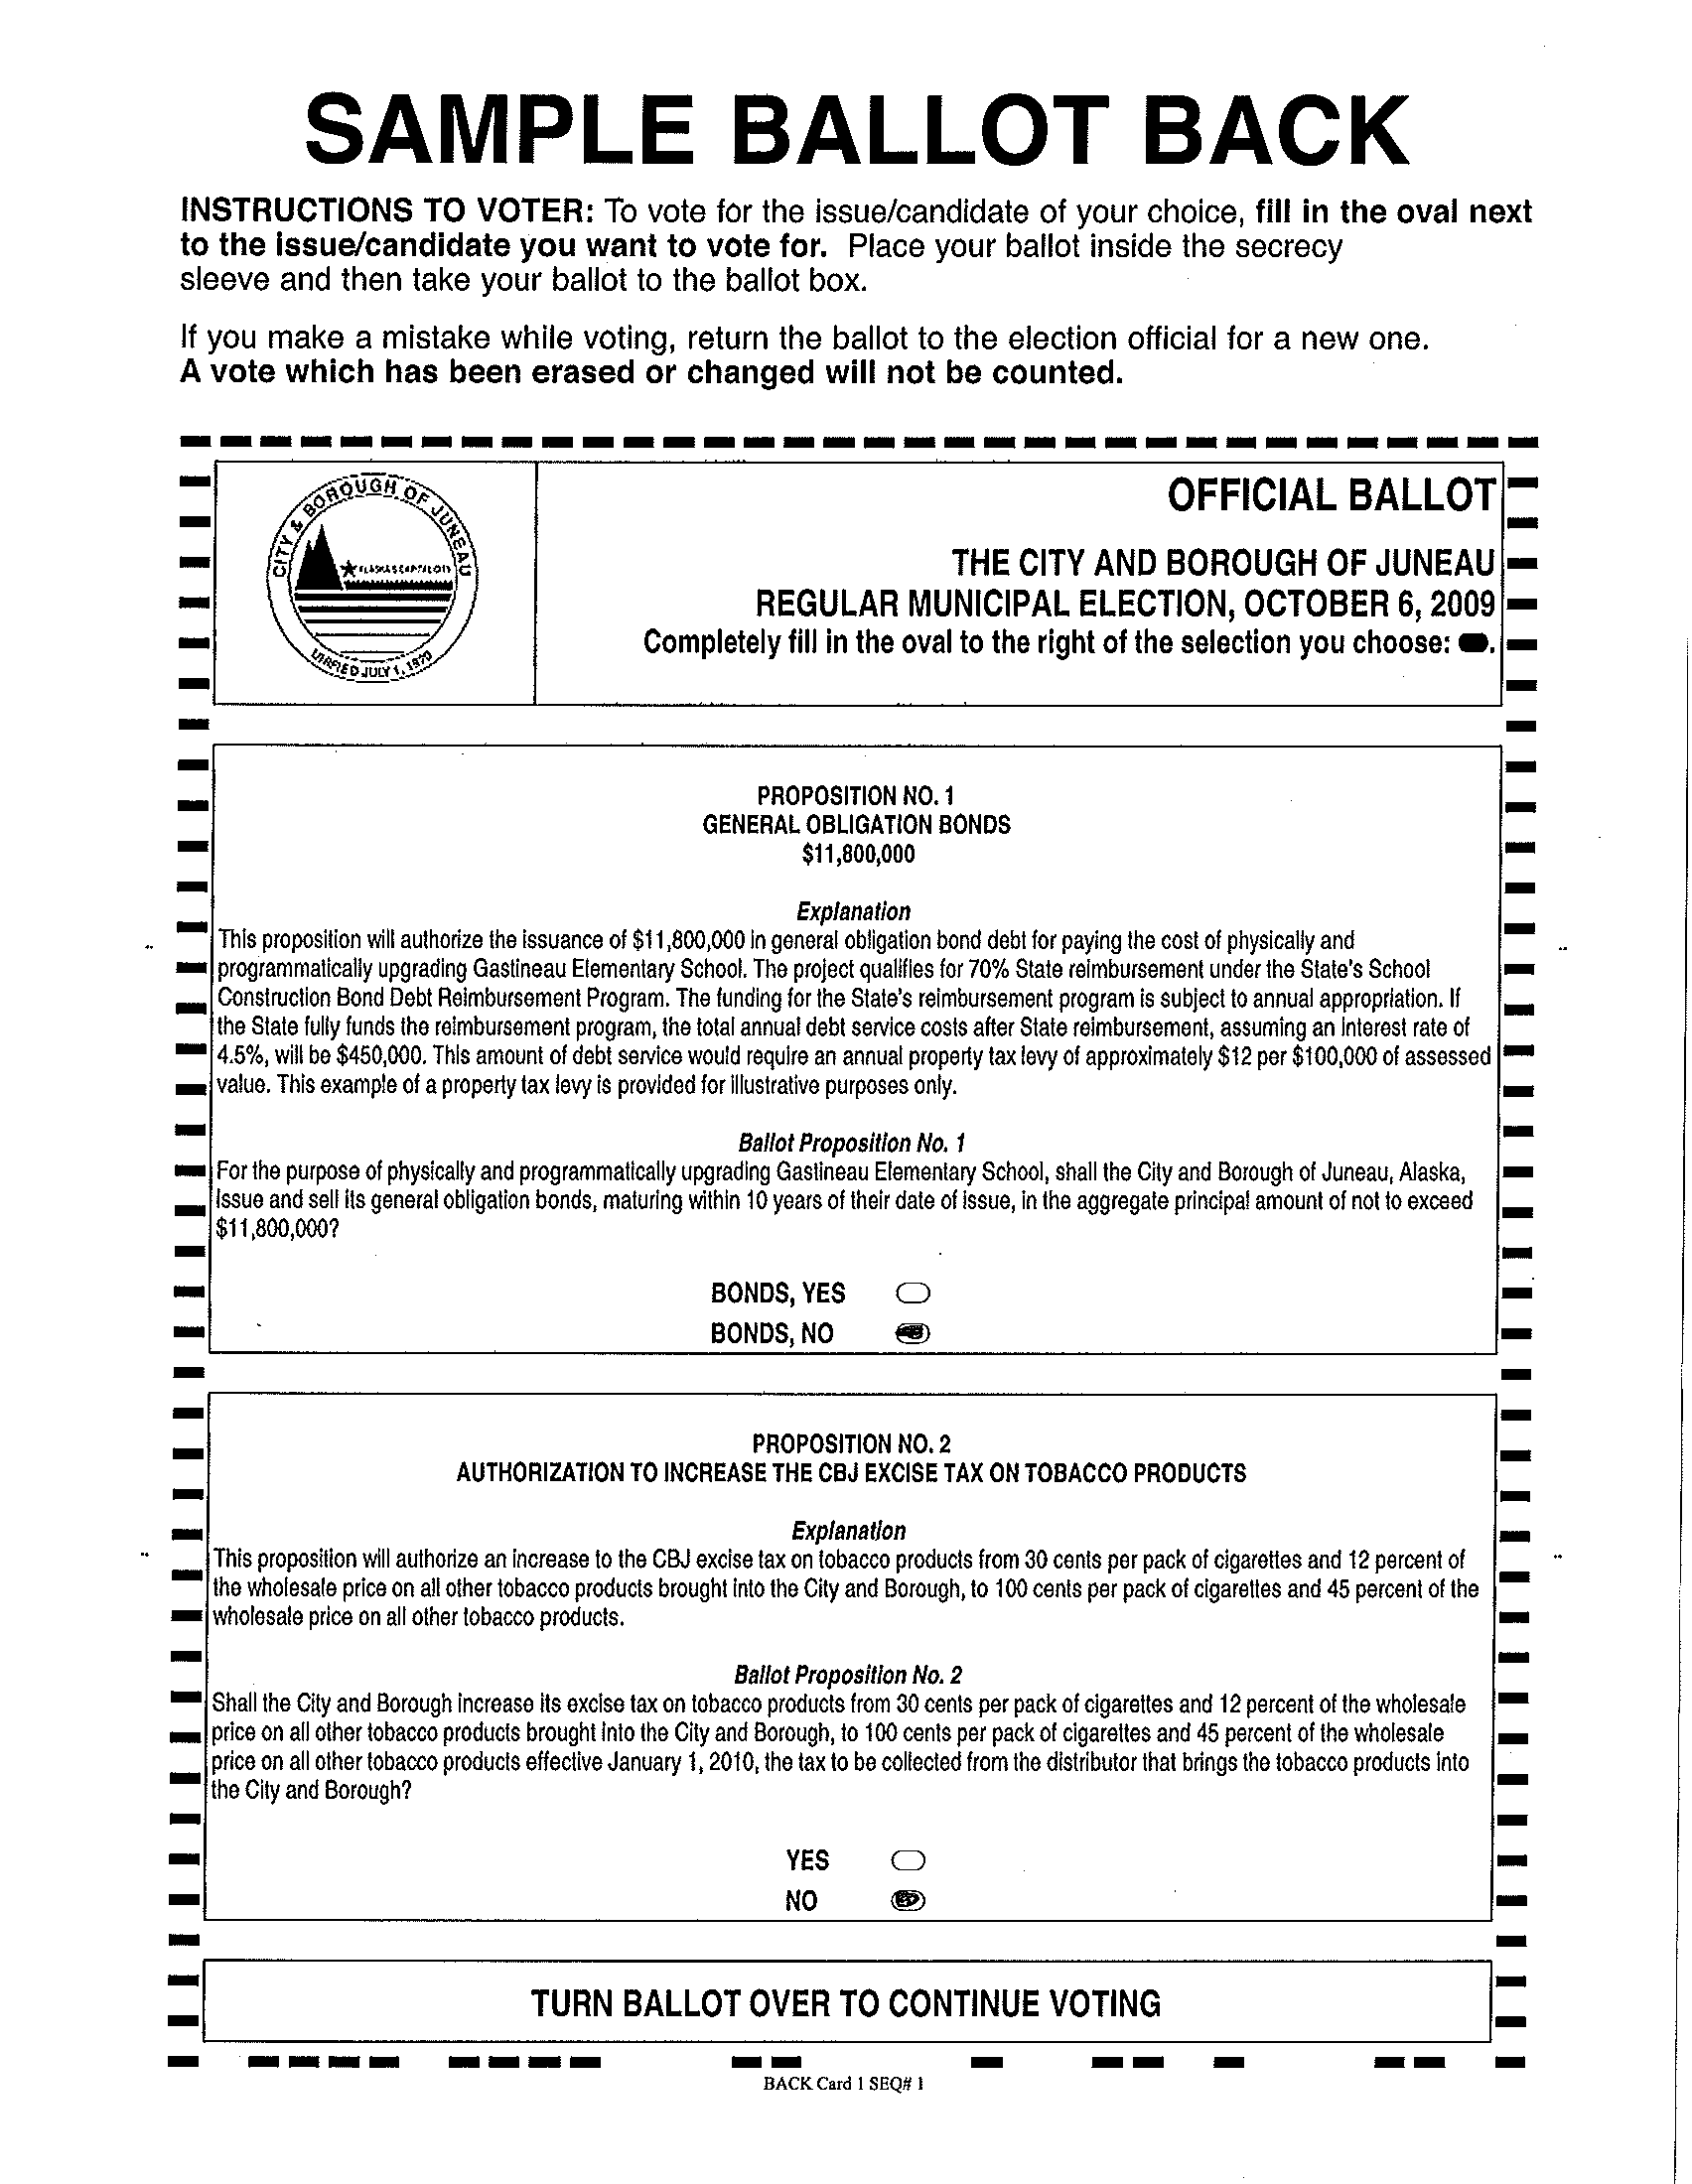 SAMPLE BALLOT BACK
INSTRUCTIONS TO VOTER: To vote for the issue/candidate of your choice, fill in the oval next
to the issue/candidate you want to vote for. Place your ballot inside the secrecy
sleeve and then take your ballot to the ballot box.
If you make a mistake while voting, return the ballot to the election official for a new one.
A vote which has been erased or changed will not be counted.
CITY & BOROUGH OF JUNEAU
UNIFIED JULY 1, 1970
OFFICIAL BALLOT
THE CITY AND BOROUGH OF JUNEAU
REGULAR MUNICIPAL ELECTION, OCTOBER 6, 2009
Completely fill in the oval to the right of the selection you choose: .
PROPOSITION NO. 1
GENERAL OBLIGATION BONDS
$11,800,000
Explanation
This proposition will authorize the issuance of $11,800,000 in general obligation bond debt for paying the cost of physically and
programmatically upgrading Gastineau Elementary School. The project qualifies for 70% State reimbursement under the State's School
Construction Bond Debt Reimbursement Program. The funding for the State's reimbursement program is subject to annual appropriation. If
the State fully funds the reimbursement program, the total annual debt service costs after State reimbursement, assuming an interest rate of
4.5%, will be $450,000. This amount of debt service would require an annual property tax levy of approximately $12 per $100,000 of assessed
value. This example of a property tax levy is provided for illustrative purposes only.
Ballot Proposition No. 1
For the purpose of physically and programmatically upgrading Gastineau Elementary School, shall the City and Borough of Juneau, Alaska,
issue and sell its general obligation bonds, maturing within 10 years of their date of issue, in the aggregate principal amount of not to exceed
$11,800,000?
BONDS, YES
BONDS, NO
PROPOSITION NO. 2
AUTHORIZATION TO INCREASE THE CBJ EXCISE TAX ON TOBACCO PRODUCTS
Explanation
This proposition will authorize an increase to the CBJ excise tax on tobacco products from 30 cents per pack of cigarettes and 12 percent of
the wholesale price on all other tobacco products brought into the City and Borough, to 100 cents per pack of cigarettes and 45 percent of the
wholesale price on all other tobacco products.
Ballot Proposition No. 2
Shall the City and Borough increase its excise tax on tobacco products from 30 cents per pack of cigarettes and 12 percent of the wholesale
price on all other tobacco products brought into the City and Borough, to 100 cents per pack of cigarettes and 45 percent of the wholesale
price on all other tobacco products effective January 1, 2010, the tax to be collected from the distributor that brings the tobacco products into
the City and Borough?
YES
NO
TURN BALLOT OVER TO CONTINUE VOTING
BACK Card 1 SEQ# 1